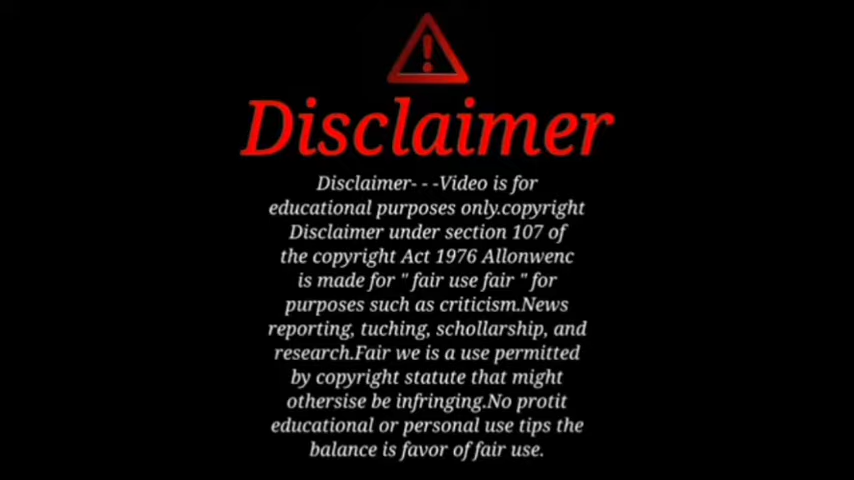 Disclaimer
Disclaimer- - -Video is for
educational purposes only.copyright
Disclaimer under section 107 of
the copyright Act 1976 Allonwenc
is made for " fair use fair " for
purposes such as criticism.News
reporting, tuching, schollarship, and
research.Fair we is a use permitted
by copyright statute that might
othersise be infringing.No protit
educational or personal use tips the
balance is favor of fair use.